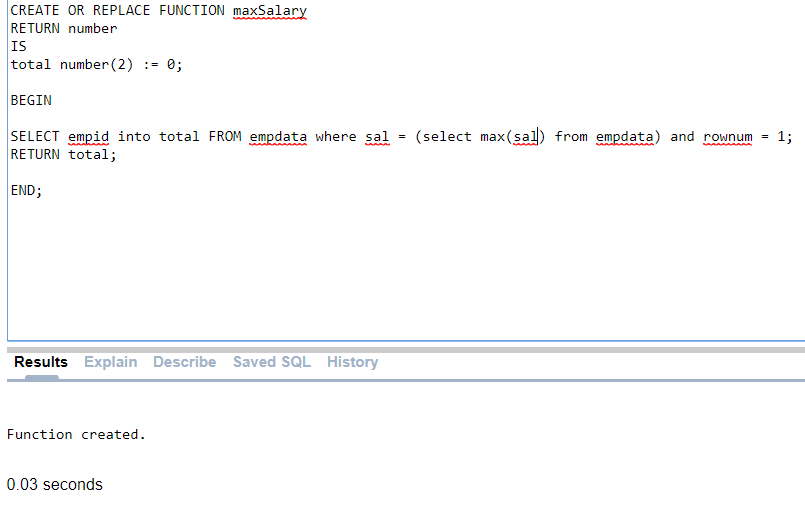 CREATE OR REPLACE FUNCTION maxSalary
RETURN number
IS
total number(2) := 0;
BEGIN
SELECT empid into total FROM empdata where sal = (select max(sal) from empdata) and rownum = 1;
RETURN total;
END;
Results Explain Describe Saved SQL History
Function created.
0.03 seconds